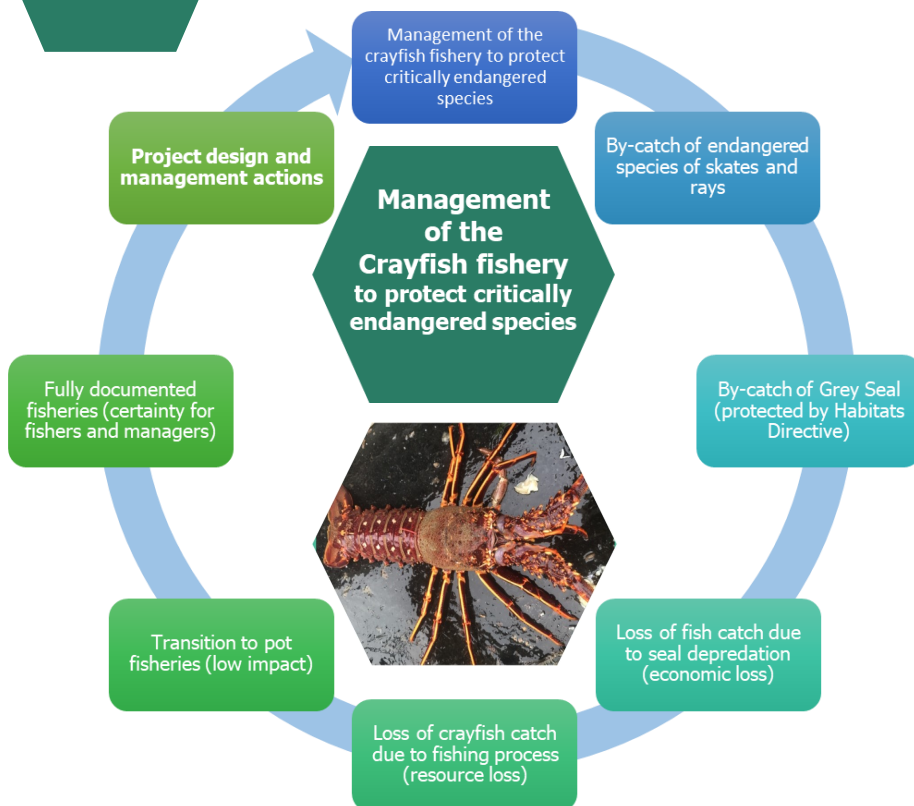 Management of the
crayfish fishery to protect
critically endangered
species
By-catch of endangered
species of skates and
rays
By-catch of Grey Seal
(protected by Habitats
Directive)
Loss of fish catch due
to seal depredation
(economic loss)
Loss of crayfish catch
due to fishing process
(resource loss)
Transition to pot
fisheries (low impact)
Fully documented
fisheries (certainty for
fishers and managers)
Project design and
management actions
Management
of the
Crayfish fishery
to protect critically
endangered species